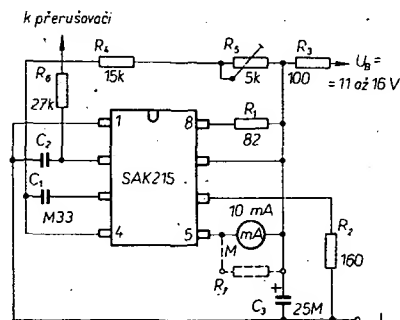 k přerušovači
R4
15k
R5
5k
R3
100
UB =
= 11 až 16 V
R6
27k
C2
C1
M33
1
8
SAK215
4
5
R1
82
10 mA
mA
M
R7
R2
160
C3
+
25M